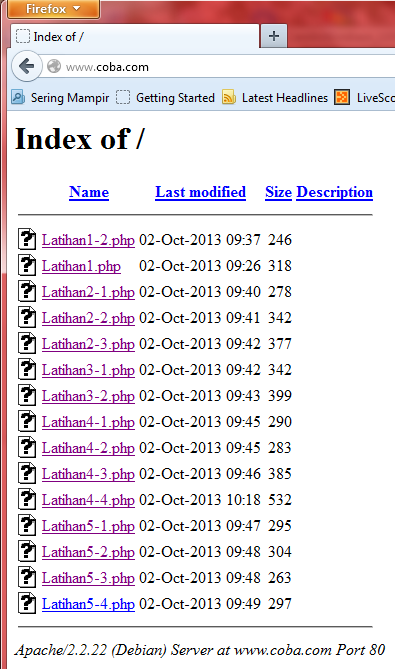 Firefox
Index of /
www.coba.com
Sering Mampir Getting Started Latest Headlines LiveSco
Index of /
Name Last modified Size Description
Latihan1-2.php 02-Oct-2013 09:37 246
Latihan1.php 02-Oct-2013 09:26 318
Latihan2-1.php 02-Oct-2013 09:40 278
Latihan2-2.php 02-Oct-2013 09:41 342
Latihan2-3.php 02-Oct-2013 09:42 377
Latihan3-1.php 02-Oct-2013 09:42 342
Latihan3-2.php 02-Oct-2013 09:43 399
Latihan4-1.php 02-Oct-2013 09:45 290
Latihan4-2.php 02-Oct-2013 09:45 283
Latihan4-3.php 02-Oct-2013 09:46 385
Latihan4-4.php 02-Oct-2013 10:18 532
Latihan5-1.php 02-Oct-2013 09:47 295
Latihan5-2.php 02-Oct-2013 09:48 304
Latihan5-3.php 02-Oct-2013 09:48 263
Latihan5-4.php 02-Oct-2013 09:49 297
Apache/2.2.22 (Debian) Server at www.coba.com Port 80